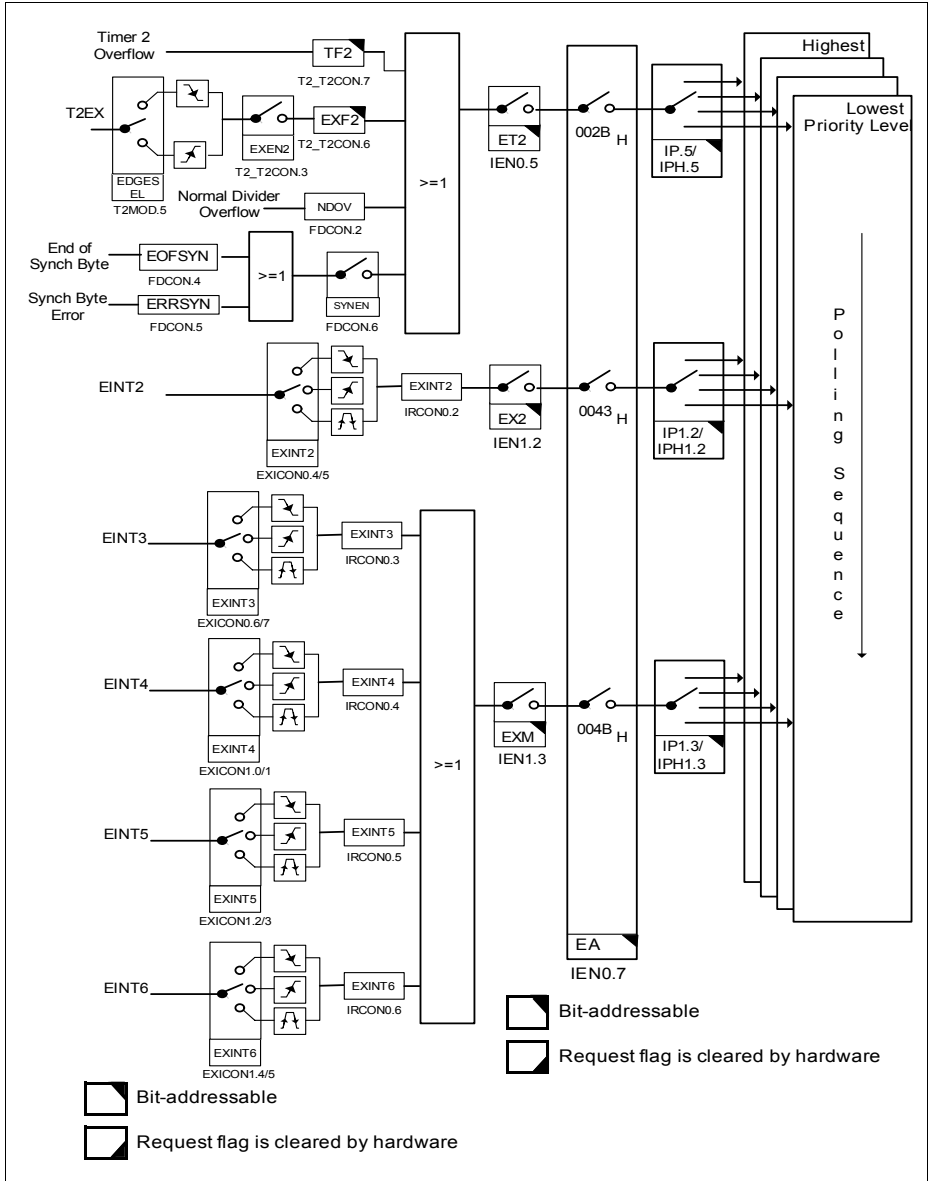 Timer 2
Overflow
TF2
T2_T2CON.7
T2EX
EDGES
EL
T2MOD.5
EXEN2
T2_T2CON.3
EXF2
T2_T2CON.6
Normal Divider
Overflow
NDOV
FDCON.2
End of
Synch Byte
EOFSYN
FDCON.4
Synch Byte
Error
ERRSYN
FDCON.5
>=1
SYNEN
FDCON.6
>=1
ET2
IEN0.5
002B H
IP.5/
IPH.5
Highest
Lowest
Priority Level
Polling Sequence
EINT2
EXINT2
EXICON0.4/5
EXINT2
IRCON0.2
EX2
IEN1.2
0043 H
IP1.2/
IPH1.2
EINT3
EXINT3
EXICON0.6/7
EXINT3
IRCON0.3
EINT4
EXINT4
EXICON1.0/1
EXINT4
IRCON0.4
>=1
EXM
IEN1.3
004B H
IP1.3/
IPH1.3
EINT5
EXINT5
EXICON1.2/3
EXINT5
IRCON0.5
EINT6
EXINT6
EXICON1.4/5
EXINT6
IRCON0.6
EA
IEN0.7
Bit-addressable
Request flag is cleared by hardware
Bit-addressable
Request flag is cleared by hardware